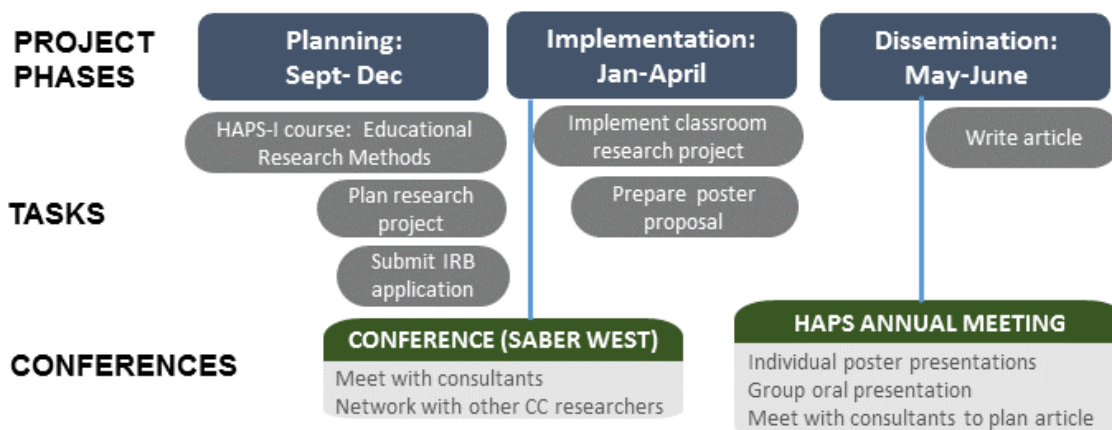 PROJECT
PHASES
Planning:
Sept- Dec
Implementation:
Jan-April
Dissemination:
May-June
TASKS
HAPS-I course:  Educational
Research Methods
Plan research
project
Submit IRB
application
Implement classroom
research project
Prepare  poster
proposal
Write article
CONFERENCES
CONFERENCE (SABER WEST)
Meet with consultants
Network with other CC researchers
HAPS ANNUAL MEETING
Individual poster presentations
Group oral presentation
Meet with consultants to plan article